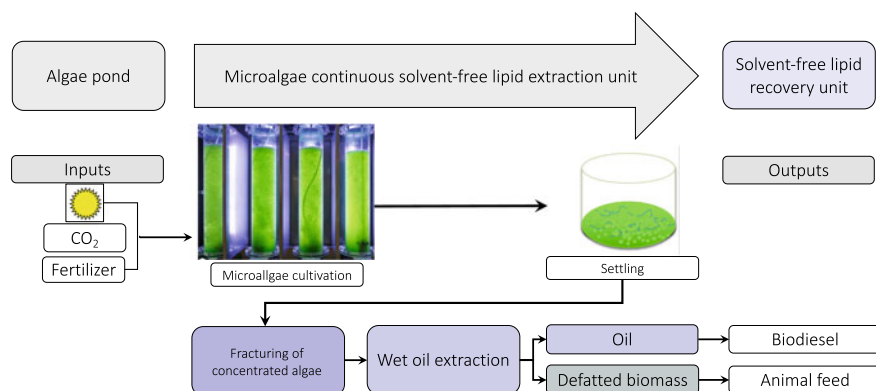 Algae pond
Microalgae continuous solvent-free lipid extraction unit
Solvent-free lipid
recovery unit
Inputs
Outputs
CO₂
Fertilizer
Microallgae cultivation
Settling
Fracturing of
concentrated algae
Wet oil extraction
Oil
Biodiesel
Defatted biomass
Animal feed